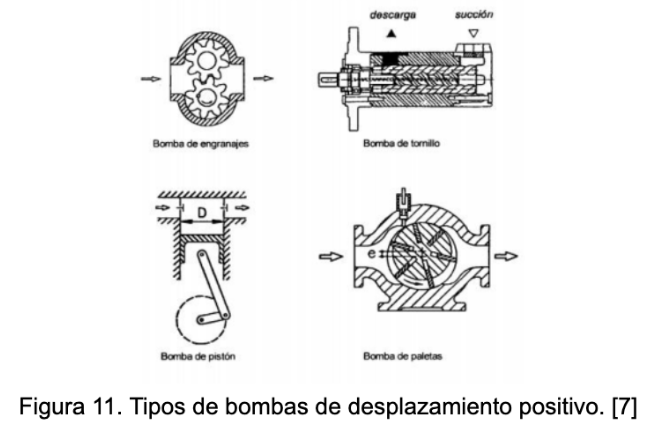 descarga
succión
Bomba de engranajes
Bomba de tornillo
D
e
Bomba de pistón
Bomba de paletas
Figura 11. Tipos de bombas de desplazamiento positivo. [7]